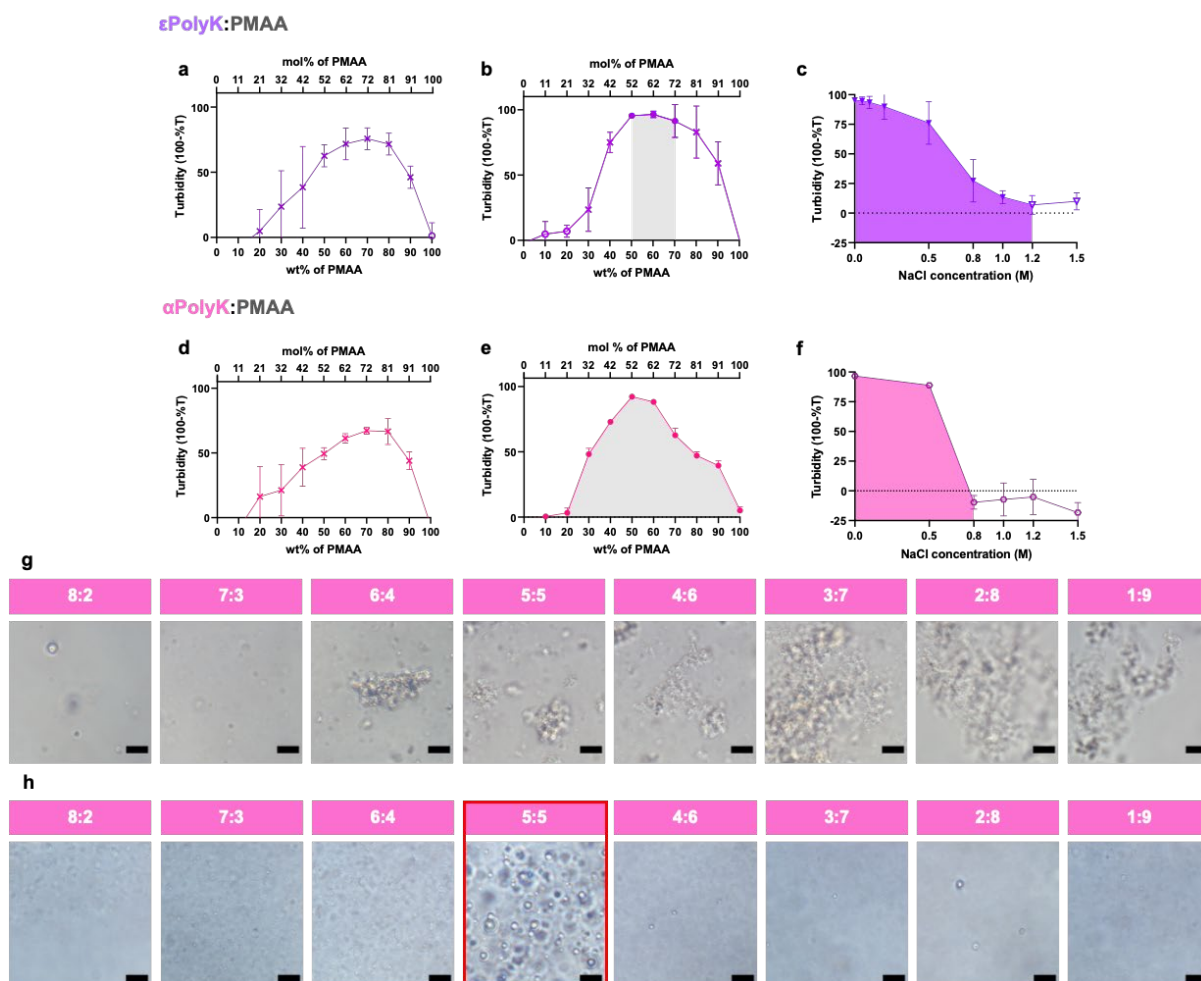 εPolyK:PMAA
a
mol% of PMAA
0 11 21 32 42 52 62 72 81 91 100
Turbidity (100-%T)
100
50
0
0 10 20 30 40 50 60 70 80 90 100
wt% of PMAA
b
mol% of PMAA
0 11 21 32 42 52 62 72 81 91 100
Turbidity (100-%T)
100
50
0
0 10 20 30 40 50 60 70 80 90 100
wt% of PMAA
c
Turbidity (100-%T)
100
75
50
25
0
-25
0.0 0.5 0.8 1.0 1.2 1.5
NaCl concentration (M)
αPolyK:PMAA
d
mol% of PMAA
0 11 21 32 42 52 62 72 81 91 100
Turbidity (100-%T)
100
50
0
0 10 20 30 40 50 60 70 80 90 100
wt% of PMAA
e
mol % of PMAA
0 11 21 32 42 52 62 72 81 91 100
Turbidity (100-%T)
100
50
0
0 10 20 30 40 50 60 70 80 90 100
wt% of PMAA
f
Turbidity (100-%T)
100
75
50
25
0
-25
0.0 0.5 0.8 1.0 1.2 1.5
NaCl concentration (M)
g
8:2 7:3 6:4 5:5 4:6 3:7 2:8 1:9
h
8:2 7:3 6:4 5:5 4:6 3:7 2:8 1:9